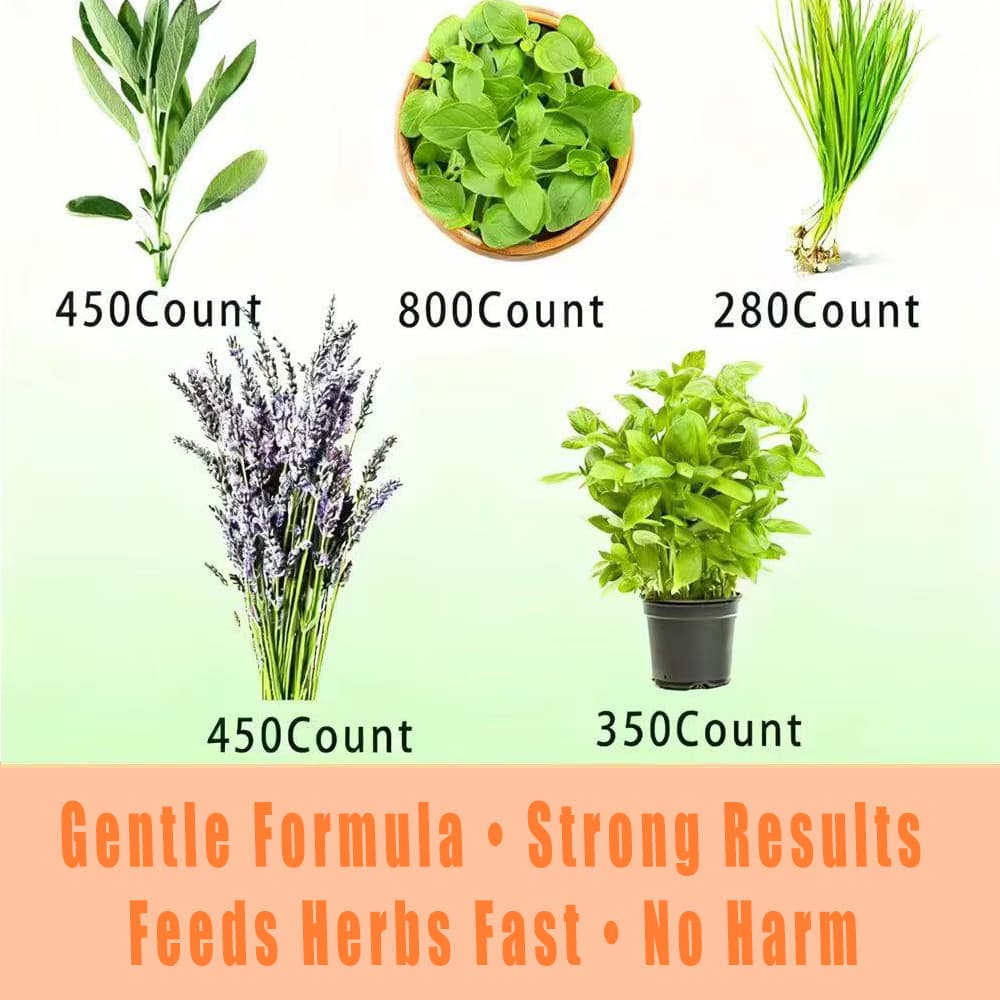 450Count
800Count
280Count
450Count
350Count
Gentle Formula • Strong Results
Feeds Herbs Fast • No Harm